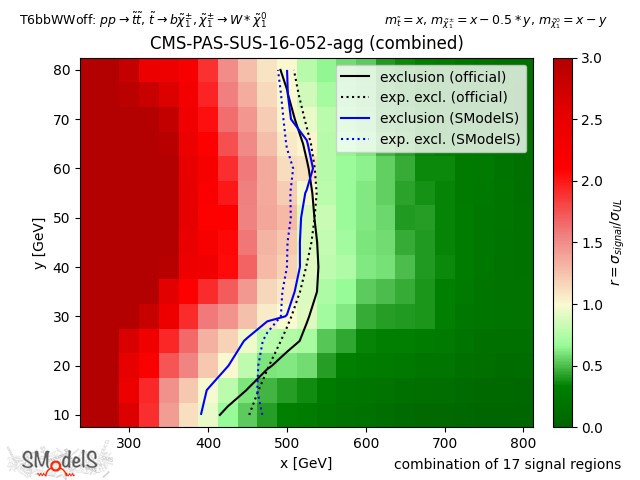 T6bbWWoff: pp → t̃t̃, t̃ → bχ̃₁±, χ̃₁± → W*χ̃₁⁰
m_t̃ = x, m_χ̃₁± = x − 0.5 * y, m_χ̃₁⁰ = x − y
CMS-PAS-SUS-16-052-agg (combined)
exclusion (official)
exp. excl. (official)
exclusion (SModelS)
exp. excl. (SModelS)
y [GeV]
80
70
60
50
40
30
20
10
300 400 500 600 700 800
x [GeV]
3.0
2.5
2.0
1.5
1.0
0.5
0.0
r = σ_signal/σ_UL
SModelS
combination of 17 signal regions